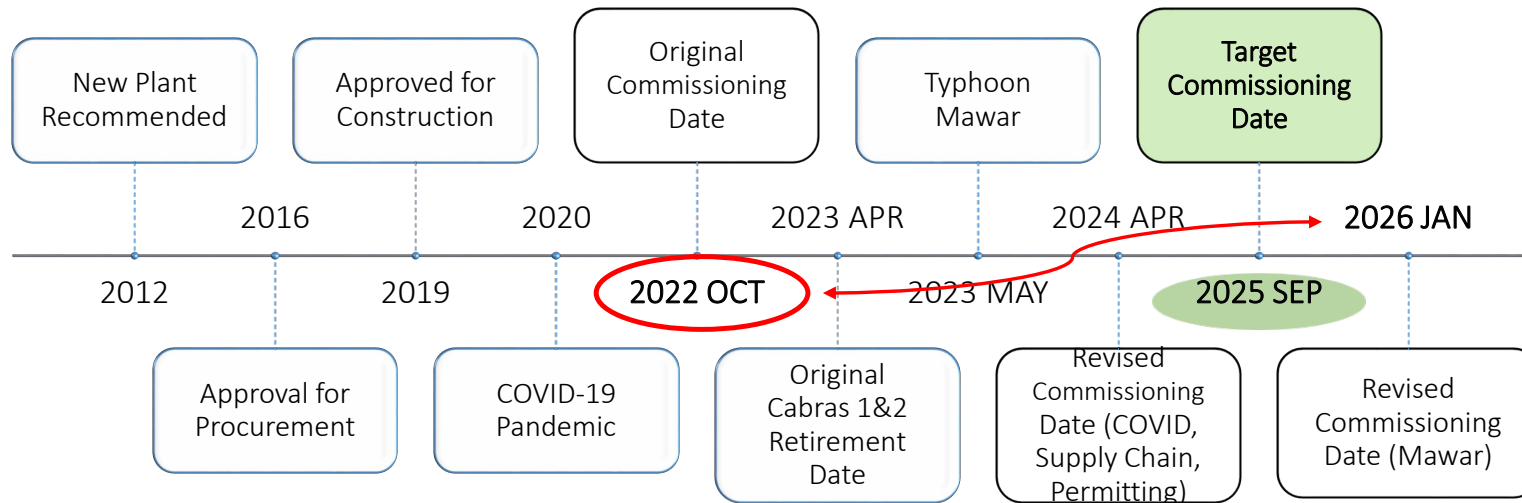 New Plant
Recommended
Approved for
Construction
Original
Commissioning
Date
Typhoon
Mawar
Target
Commissioning
Date
2016
2020
2023 APR
2024 APR
2026 JAN
2012
2019
2022 OCT
2023 MAY
2025 SEP
Approval for
Procurement
COVID-19
Pandemic
Original
Cabras 1&2
Retirement
Date
Revised
Commissioning
Date (COVID,
Supply Chain,
Permitting)
Revised
Commissioning
Date (Mawar)